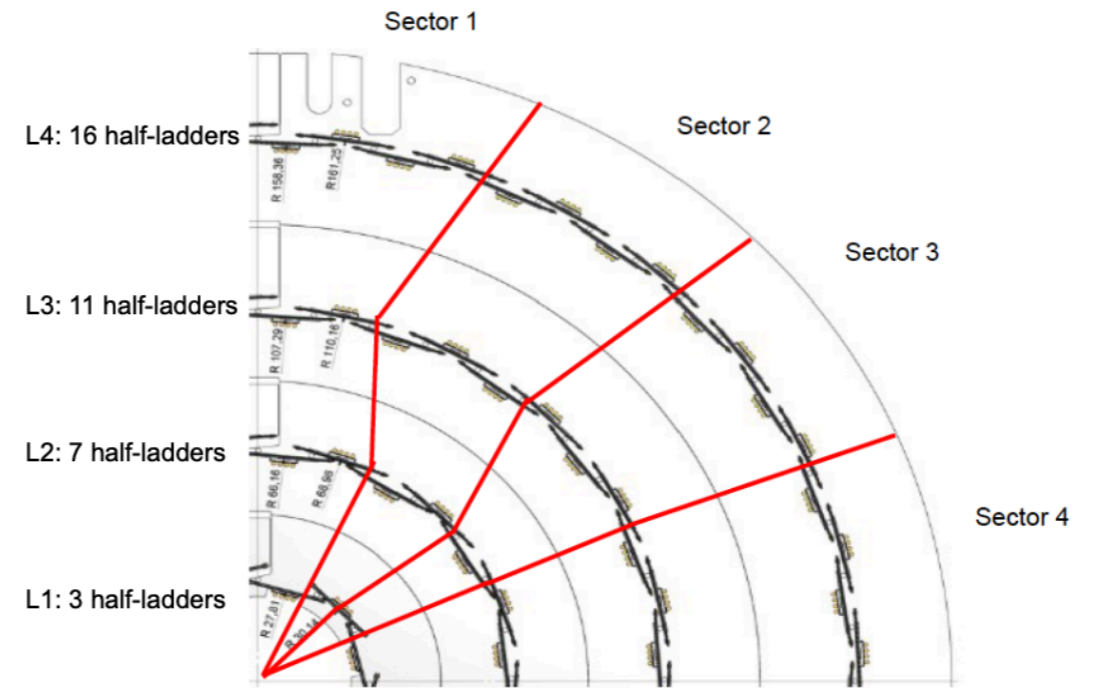 Sector 1
Sector 2
L4: 16 half-ladders
R 158,36
R161,25
Sector 3
L3: 11 half-ladders
R 107,29
R 110,16
L2: 7 half-ladders
R 66,16
R 68,96
Sector 4
L1: 3 half-ladders
R 27,81
R 30,14